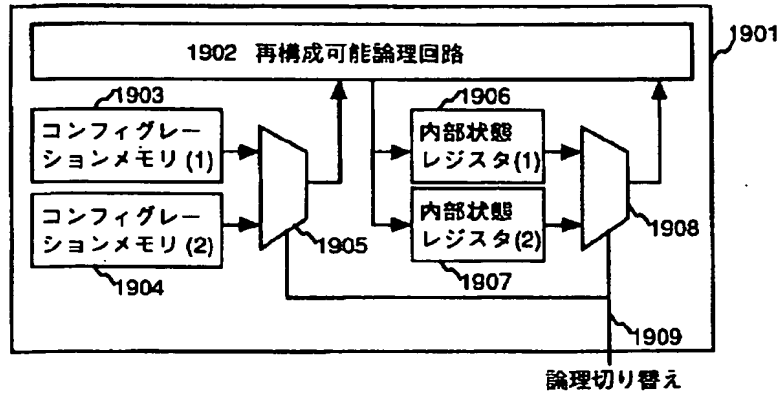 1901
1902 再構成可能論理回路
1903
コンフィグレー
ションメモリ(1)
コンフィグレー
ションメモリ(2)
1904
1905
1906
内部状態
レジスタ(1)
内部状態
レジスタ(2)
1907
1908
1909
論理切り替え